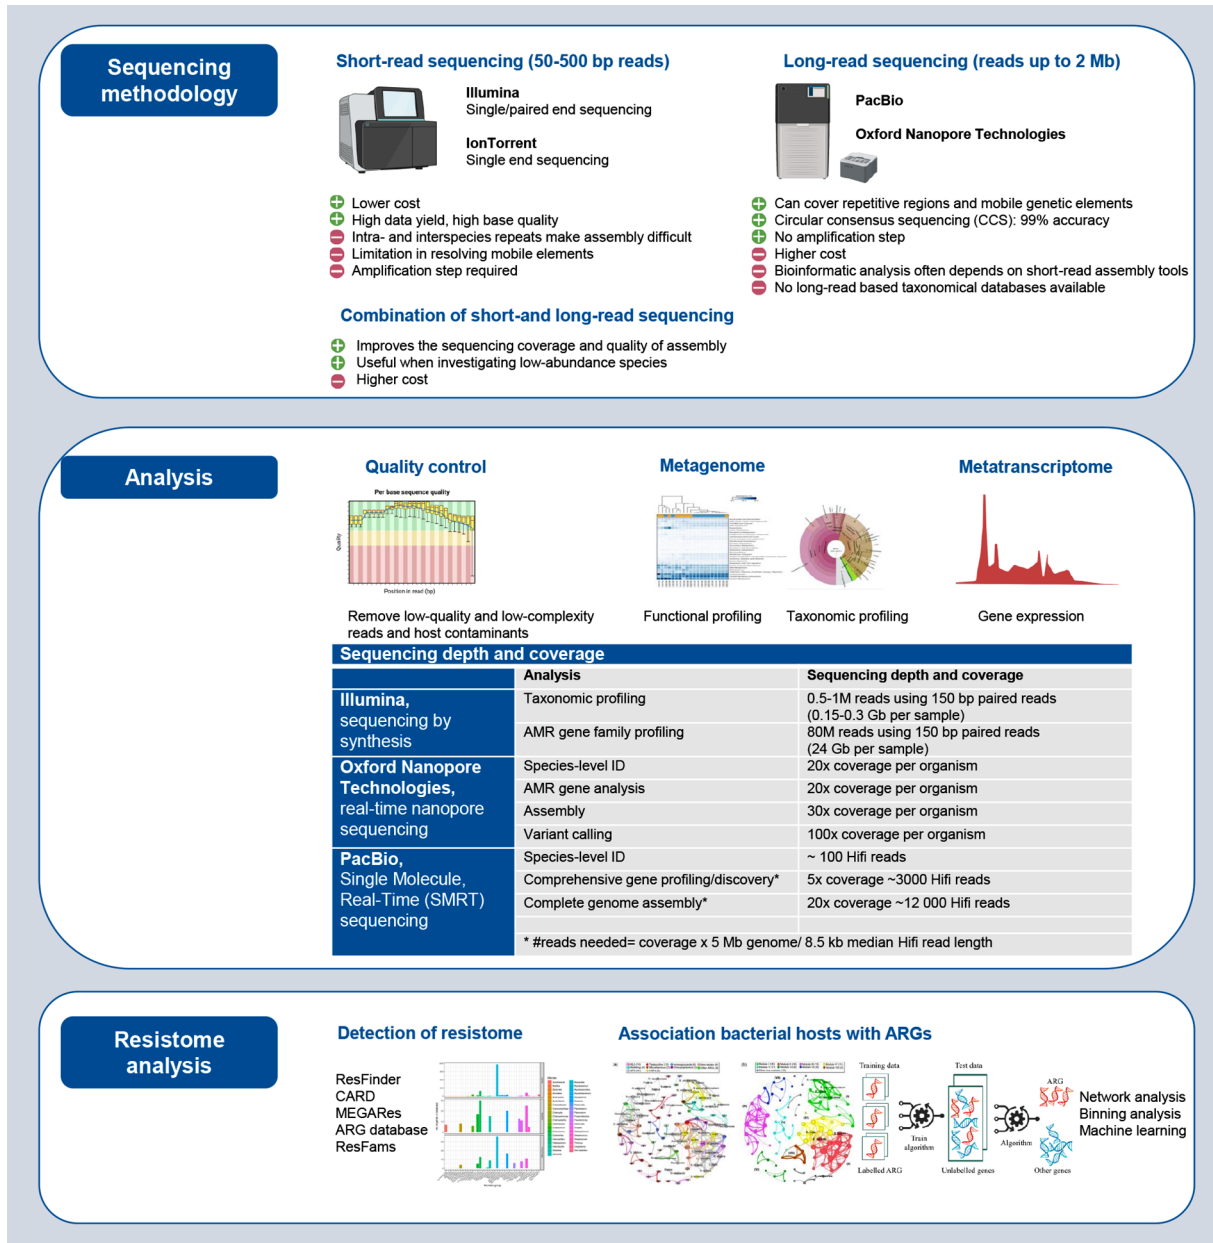 Sequencing
methodology
Short-read sequencing (50-500 bp reads)
Illumina
Single/paired end sequencing
IonTorrent
Single end sequencing
Lower cost
High data yield, high base quality
Intra- and interspecies repeats make assembly difficult
Limitation in resolving mobile elements
Amplification step required
Long-read sequencing (reads up to 2 Mb)
PacBio
Oxford Nanopore Technologies
Can cover repetitive regions and mobile genetic elements
Circular consensus sequencing (CCS): 99% accuracy
No amplification step
Higher cost
Bioinformatic analysis often depends on short-read assembly tools
No long-read based taxonomical databases available
Combination of short-and long-read sequencing
Improves the sequencing coverage and quality of assembly
Useful when investigating low-abundance species
Higher cost
Analysis
Quality control
Per base sequence quality
Quality
Position in read (bp)
Remove low-quality and low-complexity
reads and host contaminants
Metagenome
Functional profiling
Taxonomic profiling
Metatranscriptome
Gene expression
Sequencing depth and coverage
Analysis
Sequencing depth and coverage
Illumina,
sequencing by
synthesis
Taxonomic profiling
0.5-1M reads using 150 bp paired reads
(0.15-0.3 Gb per sample)
AMR gene family profiling
80M reads using 150 bp paired reads
(24 Gb per sample)
Oxford Nanopore
Technologies,
real-time nanopore
sequencing
Species-level ID
20x coverage per organism
AMR gene analysis
20x coverage per organism
Assembly
30x coverage per organism
Variant calling
100x coverage per organism
PacBio,
Single Molecule,
Real-Time (SMRT)
sequencing
Species-level ID
~ 100 Hifi reads
Comprehensive gene profiling/discovery*
5x coverage ~3000 Hifi reads
Complete genome assembly*
20x coverage ~12 000 Hifi reads
* #reads needed= coverage x 5 Mb genome/ 8.5 kb median Hifi read length
Resistome
analysis
Detection of resistome
ResFinder
CARD
MEGARes
ARG database
ResFams
Association bacterial hosts with ARGs
(a)
(b)
Training data
Labelled ARG
Train
algorithm
Test data
Unlabelled genes
Algorithm
ARG
Other genes
Network analysis
Binning analysis
Machine learning